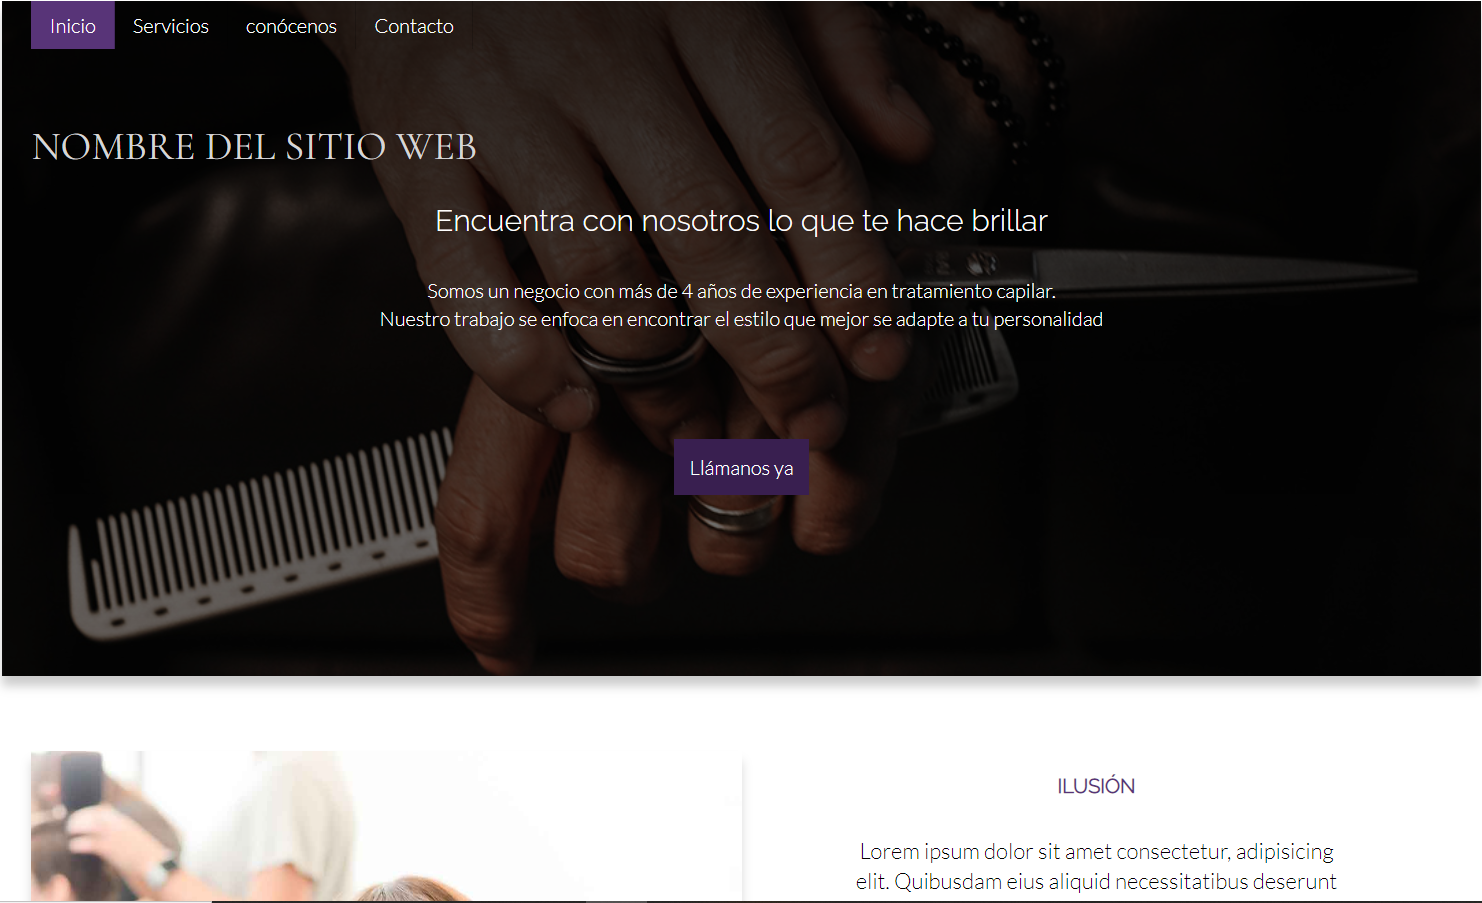 Inicio
Servicios
conócenos
Contacto
NOMBRE DEL SITIO WEB
Encuentra con nosotros lo que te hace brillar
Somos un negocio con más de 4 años de experiencia en tratamiento capilar.
Nuestro trabajo se enfoca en encontrar el estilo que mejor se adapte a tu personalidad
Llámanos ya
ILUSIÓN
Lorem ipsum dolor sit amet consectetur, adipisicing
elit. Quibusdam eius aliquid necessitatibus deserunt